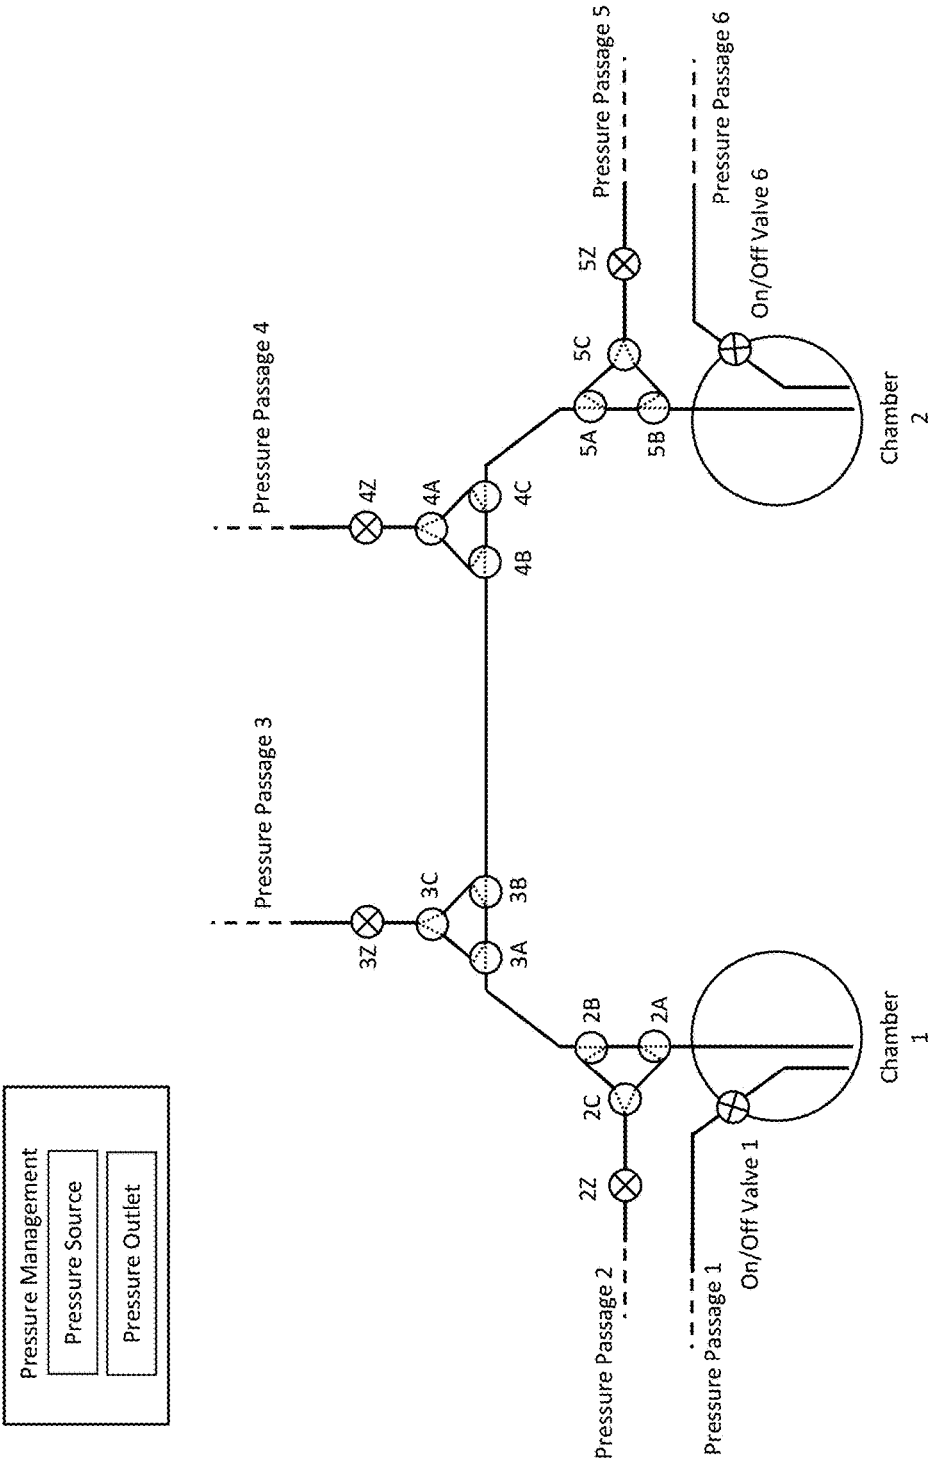 Pressure Management
Pressure Source
Pressure Outlet
Pressure Passage 3
Pressure Passage 4
3Z
3C
3A
3B
4Z
4A
4B
4C
Pressure Passage 2
2Z
2C
2B
2A
Pressure Passage 1
On/Off Valve 1
Chamber
1
5A
5B
5C
5Z
Pressure Passage 5
Pressure Passage 6
On/Off Valve 6
Chamber
2